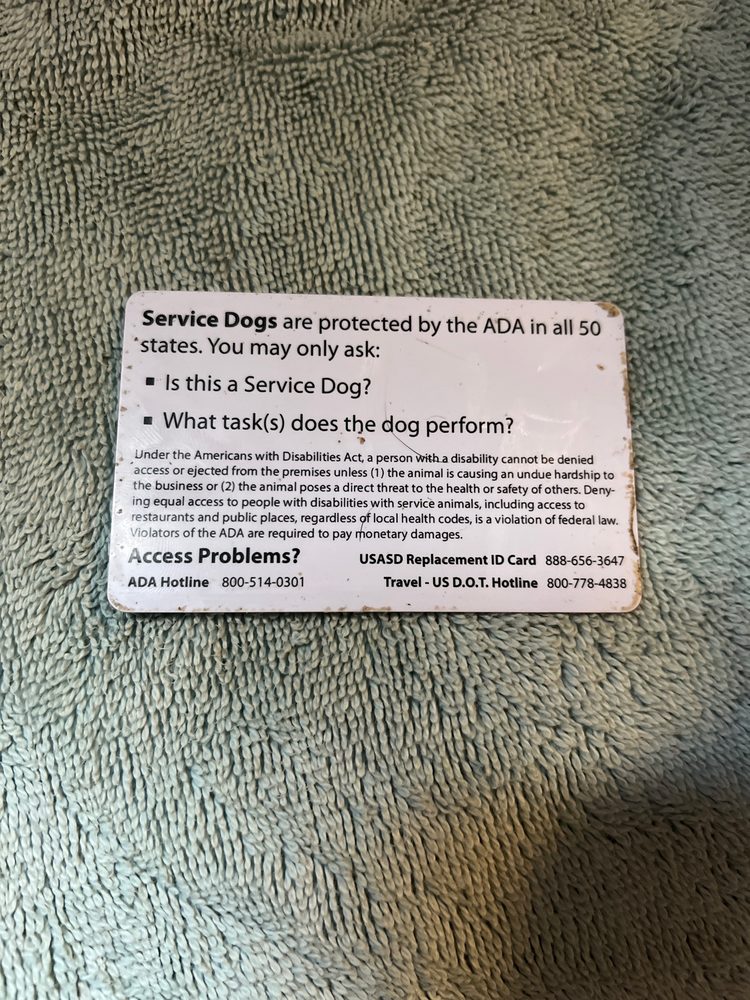 Service Dogs are protected by the ADA in all 50
states. You may only ask:
▪ Is this a Service Dog?
▪ What task(s) does the dog perform?
Under the Americans with Disabilities Act, a person with a disability cannot be denied
access or ejected from the premises unless (1) the animal is causing an undue hardship to
the business or (2) the animal poses a direct threat to the health or safety of others. Deny-
ing equal access to people with disabilities with service animals, including access to
restaurants and public places, regardless of local health codes, is a violation of federal law.
Violators of the ADA are required to pay monetary damages.
Access Problems? USASD Replacement ID Card 888-656-3647
ADA Hotline 800-514-0301 Travel - US D.O.T. Hotline 800-778-4838